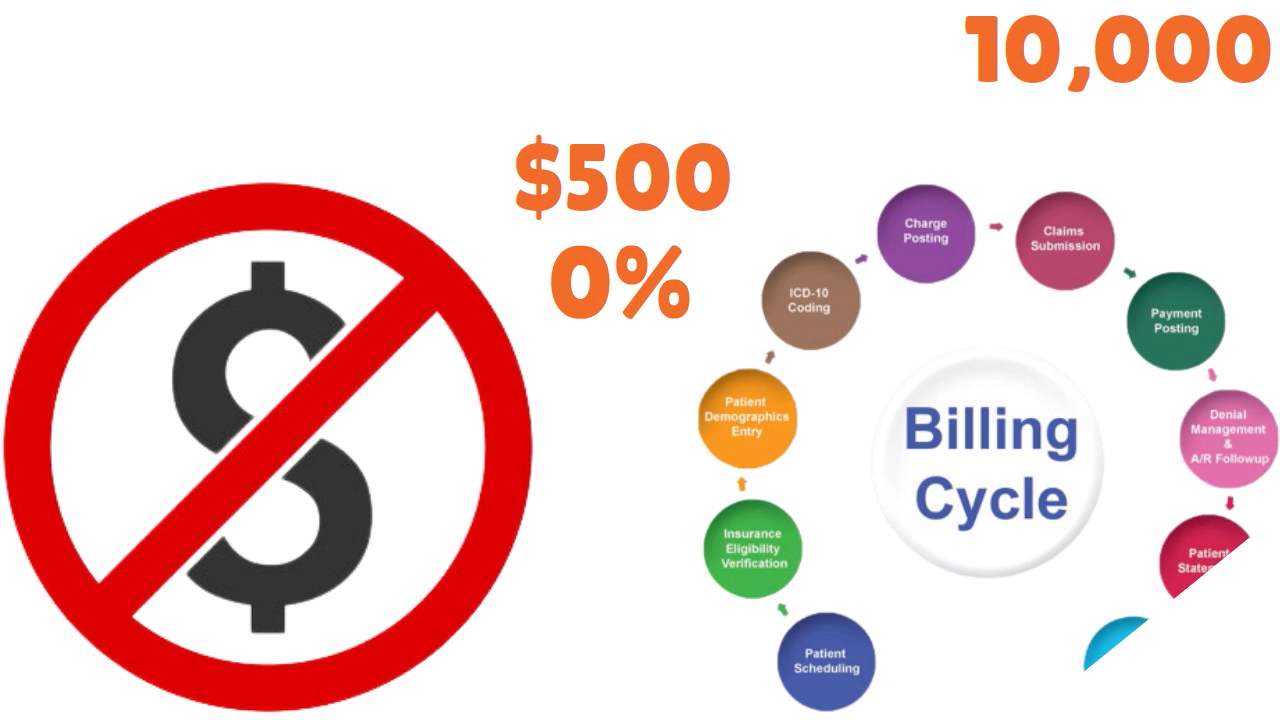 10,000
$500
0%
Charge
Posting
Claims
Submission
ICD-10
Coding
Payment
Posting
Patient
Demographics
Entry
Denial
Management
&
A/R Followup
Billing
Cycle
Insurance
Eligibility
Verification
Patient
Patient
Scheduling